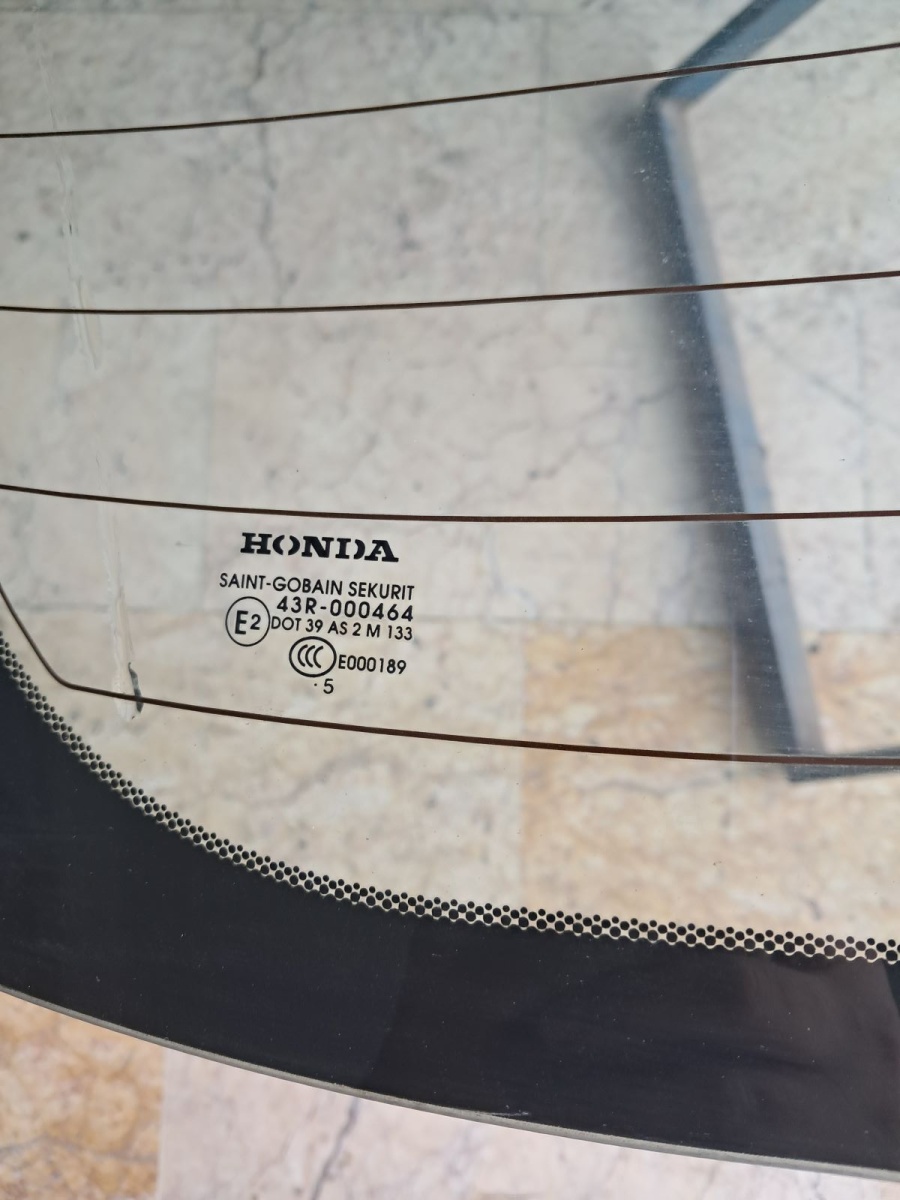 HONDA
SAINT-GOBAIN SEKURIT
43R-000464
E2 DOT 39 AS 2 M 133
CCC E000189
·5